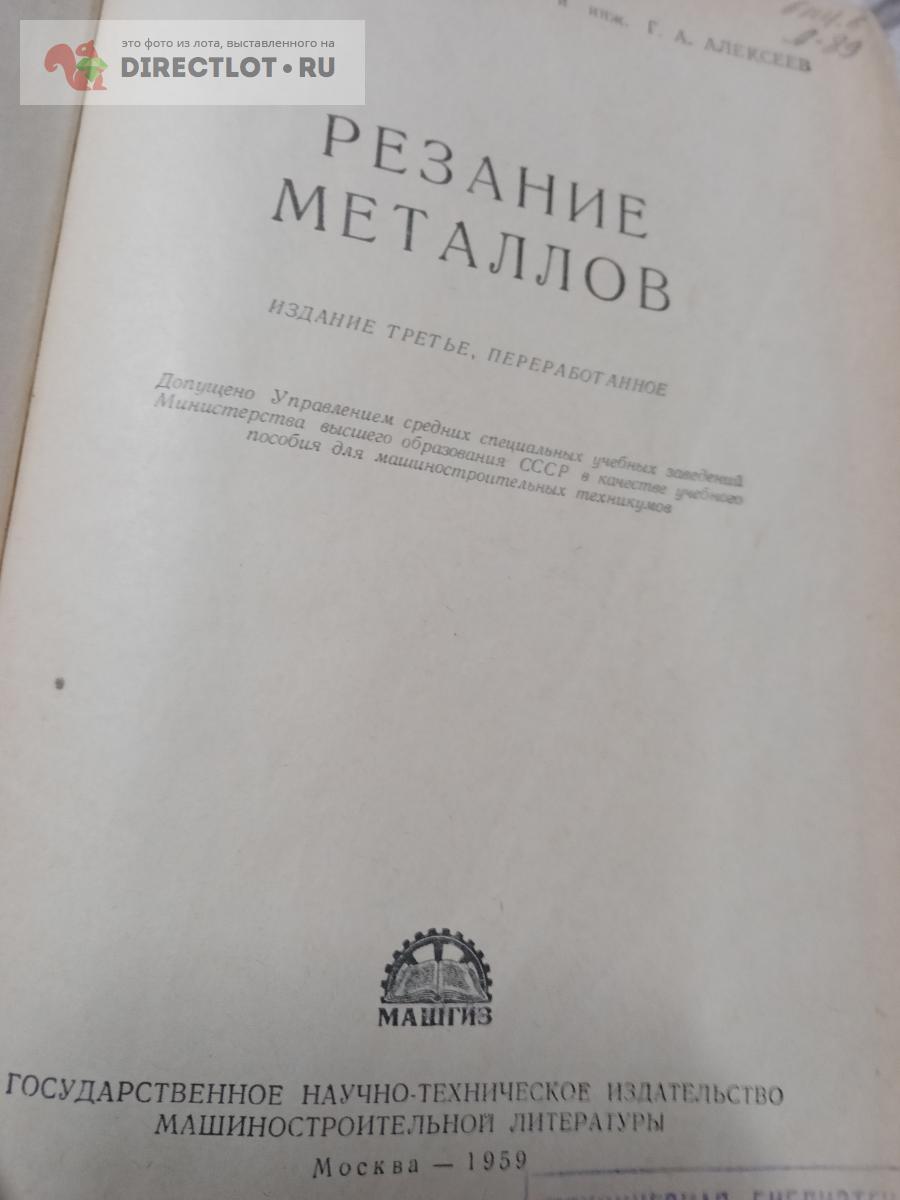 это фото из лота, выставленного на
DIRECTLOT.RU
и инж. Г. А. АЛЕКСЕЕВ
РЕЗАНИЕ
МЕТАЛЛОВ
ИЗДАНИЕ ТРЕТЬЕ, ПЕРЕРАБОТАННОЕ
Допущено Управлением средних специальных учебных заведений
Министерства высшего образования СССР в качестве учебного
пособия для машиностроительных техникумов
МАШГИЗ
ГОСУДАРСТВЕННОЕ НАУЧНО-ТЕХНИЧЕСКОЕ ИЗДАТЕЛЬСТВО
МАШИНОСТРОИТЕЛЬНОЙ ЛИТЕРАТУРЫ
Москва — 1959